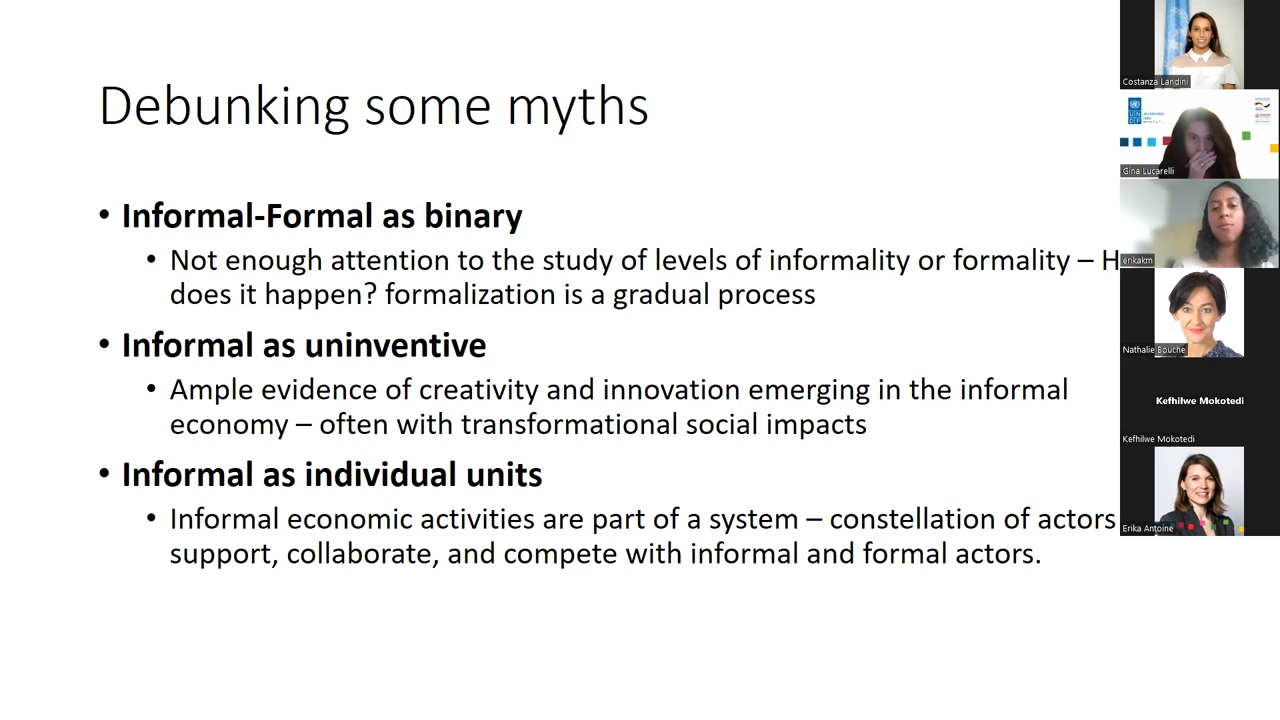 Debunking some myths
• Informal-Formal as binary
• Not enough attention to the study of levels of informality or formality – H
does it happen? formalization is a gradual process
• Informal as uninventive
• Ample evidence of creativity and innovation emerging in the informal
economy – often with transformational social impacts
• Informal as individual units
• Informal economic activities are part of a system – constellation of actors
support, collaborate, and compete with informal and formal actors.
Costanza Landini
Gina Lucarelli
erikakm
Nathalie Bouche
Kefhilwe Mokotedi
Kefhilwe Mokotedi
Erika Antoine